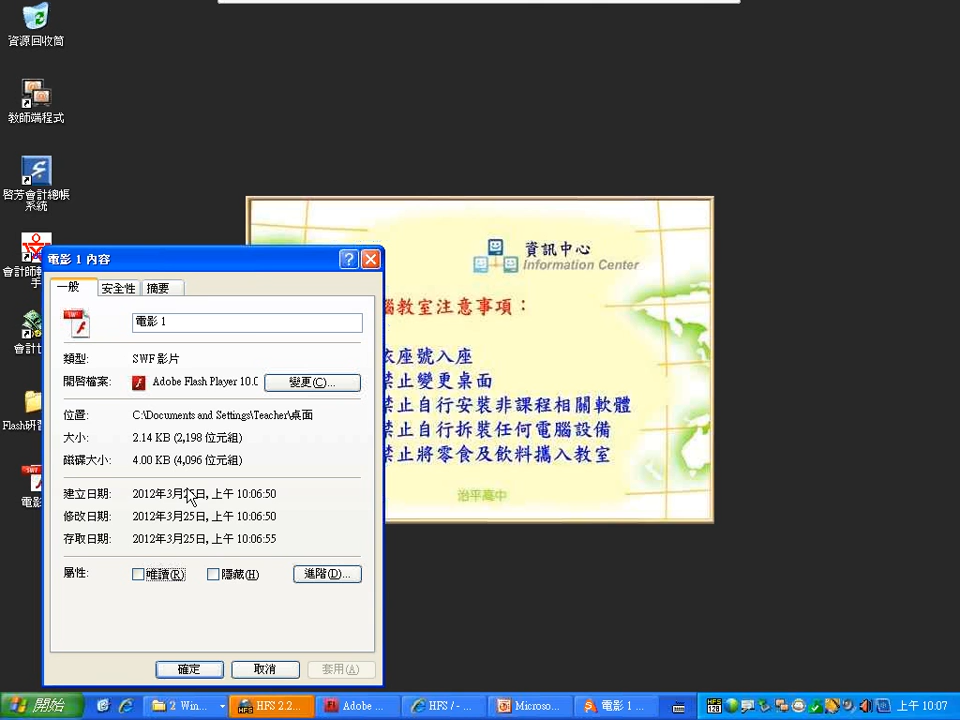 資源回收筒
教師端程式
啓芳會計總帳
系統
電影 1 內容
一般
安全性
摘要
電影 1
類型:
SWF 影片
開啓檔案:
Adobe Flash Player 10.0
變更(C)...
位置:
C:\Documents and Settings\Teacher\桌面
大小:
2.14 KB (2,198 位元組)
磁碟大小:
4.00 KB (4,096 位元組)
建立日期:
2012年3月25日, 上午 10:06:50
修改日期:
2012年3月25日, 上午 10:06:50
存取日期:
2012年3月25日, 上午 10:06:55
屬性:
唯讀(R)
隱藏(H)
進階(D)...
確定
取消
套用(A)
資訊中心
Information Center
教室注意事項：
依座號入座
禁止變更桌面
禁止自行安裝非課程相關軟體
禁止自行拆裝任何電腦設備
禁止將零食及飲料攜入教室
治平高中
會計師
手
會計
Flash研
電影
開始
2 Win...
HFS 2.2...
Adobe ...
HFS / - ...
Microso...
電影 1 ...
上午 10:07